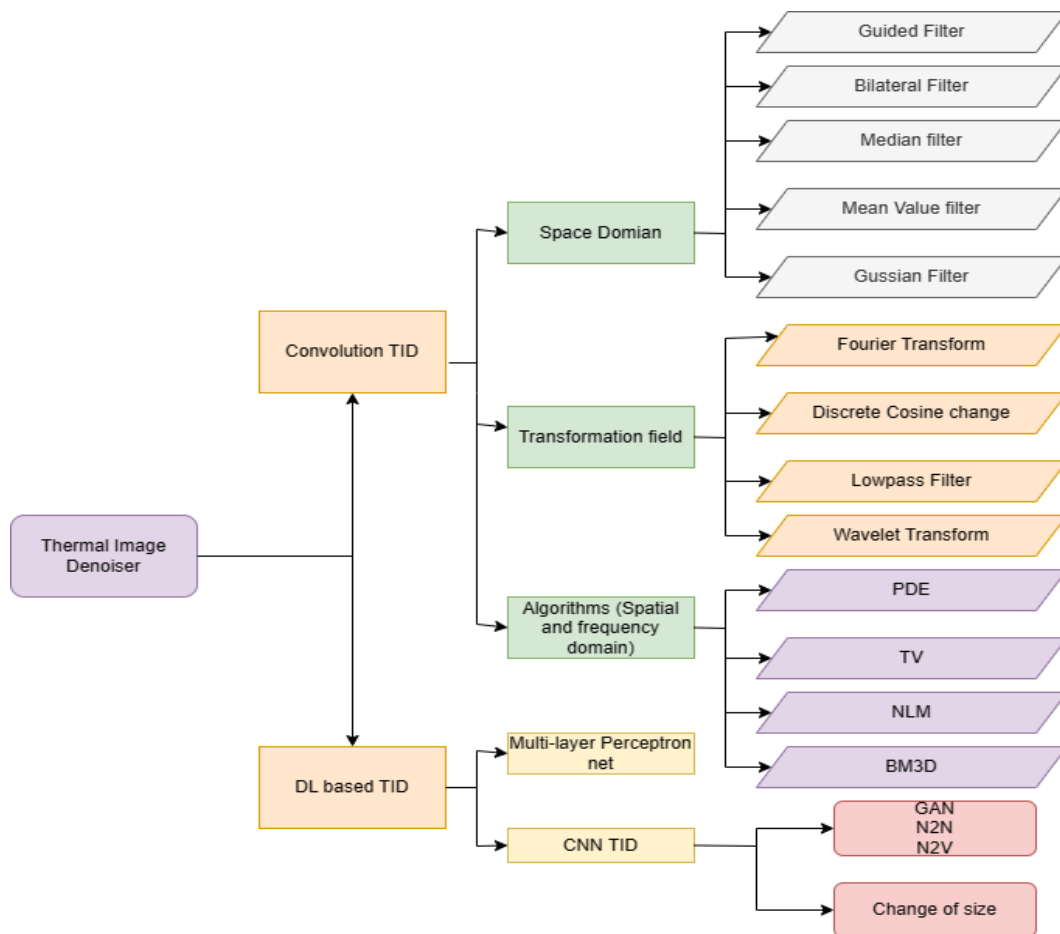 Guided Filter
Bilateral Filter
Median filter
Mean Value filter
Space Domian
Gussian Filter
Convolution TID
Fourier Transform
Discrete Cosine change
Transformation field
Lowpass Filter
Wavelet Transform
Thermal Image
Denoiser
PDE
Algorithms (Spatial
and frequency
domain)
TV
NLM
Multi-layer Perceptron
net
BM3D
DL based TID
GAN
N2N
N2V
CNN TID
Change of size